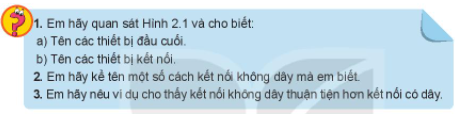 1. Em hãy quan sát Hình 2.1 và cho biết:
a) Tên các thiết bị đầu cuối.
b) Tên các thiết bị kết nối.
2. Em hãy kể tên một số cách kết nối không dây mà em biết.
3. Em hãy nêu ví dụ cho thấy kết nối không dây thuận tiện hơn kết nối có dây.